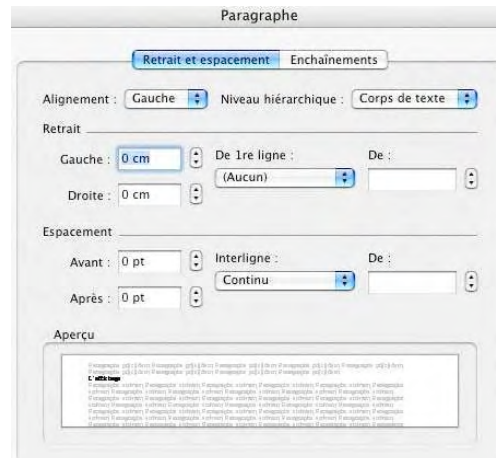 Paragraphe
Retrait et espacement Enchaînements
Alignement : Gauche Niveau hiérarchique : Corps de texte
Retrait
Gauche : 0 cm De 1re ligne : De :
(Aucun)
Droite : 0 cm
Espacement
Avant : 0 pt Interligne : De :
Continu
Après : 0 pt
Aperçu